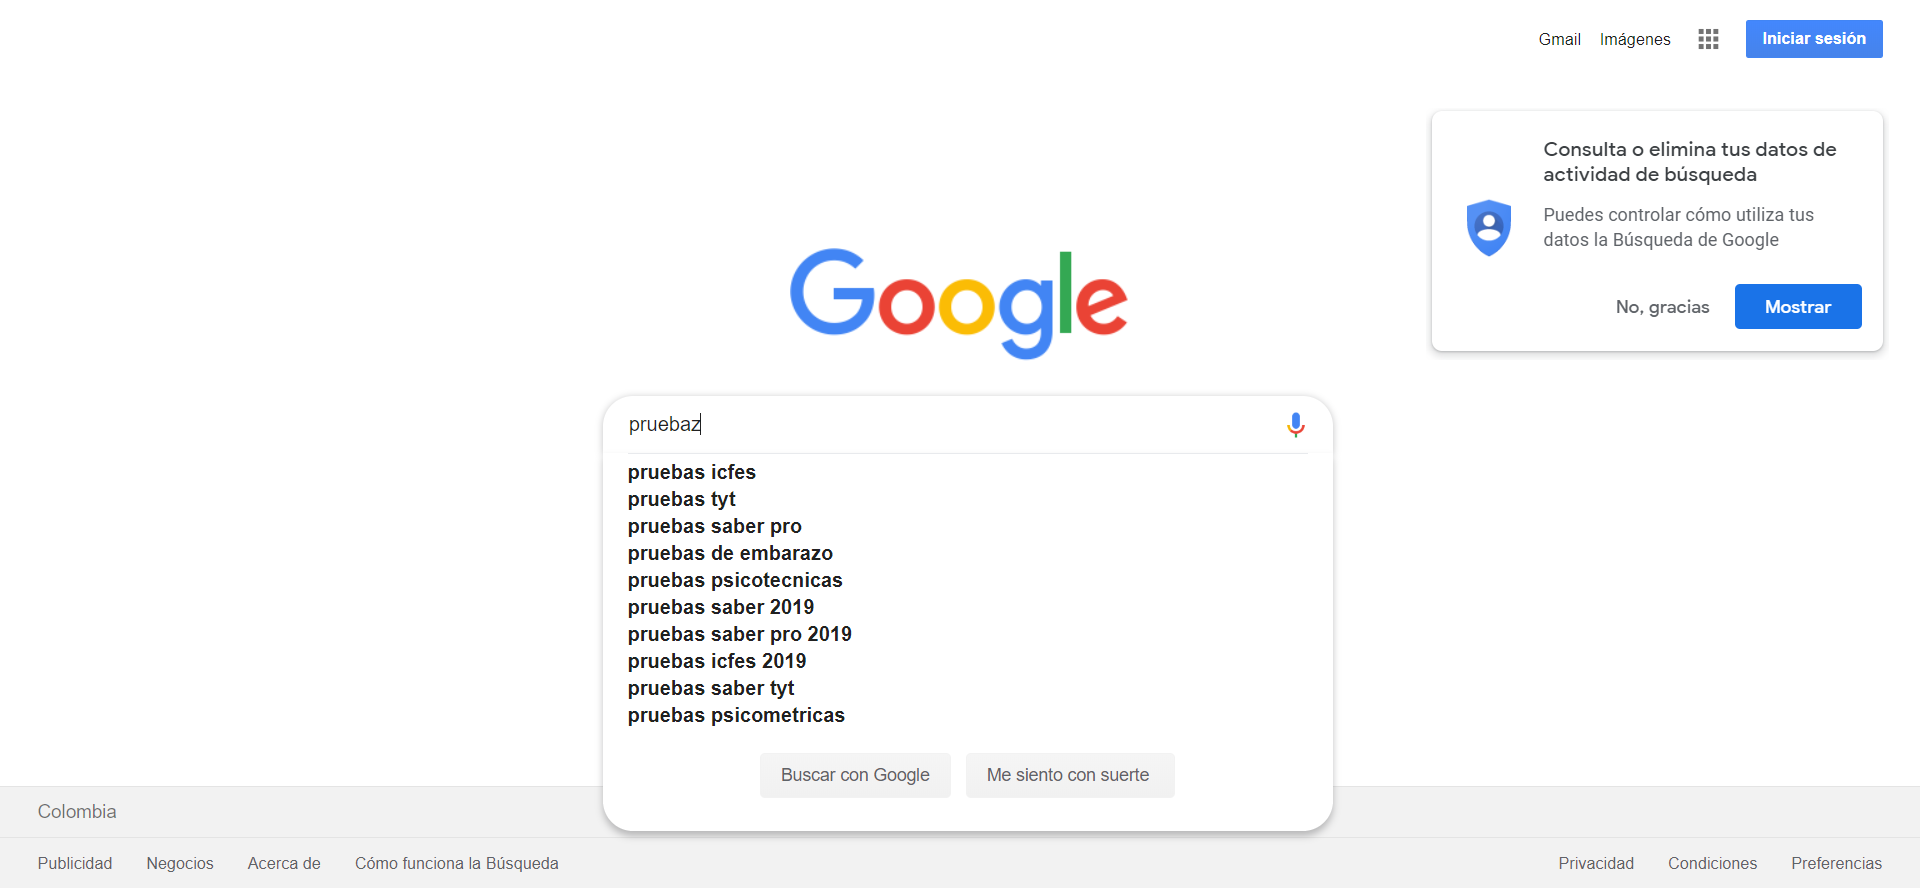 Gmail Imágenes Iniciar sesión
Consulta o elimina tus datos de
actividad de búsqueda
Puedes controlar cómo utiliza tus
datos la Búsqueda de Google
No, gracias Mostrar
Google
pruebaz
pruebas icfes
pruebas tyt
pruebas saber pro
pruebas de embarazo
pruebas psicotecnicas
pruebas saber 2019
pruebas saber pro 2019
pruebas icfes 2019
pruebas saber tyt
pruebas psicometricas
Buscar con Google Me siento con suerte
Colombia
Publicidad Negocios Acerca de Cómo funciona la Búsqueda Privacidad Condiciones Preferencias